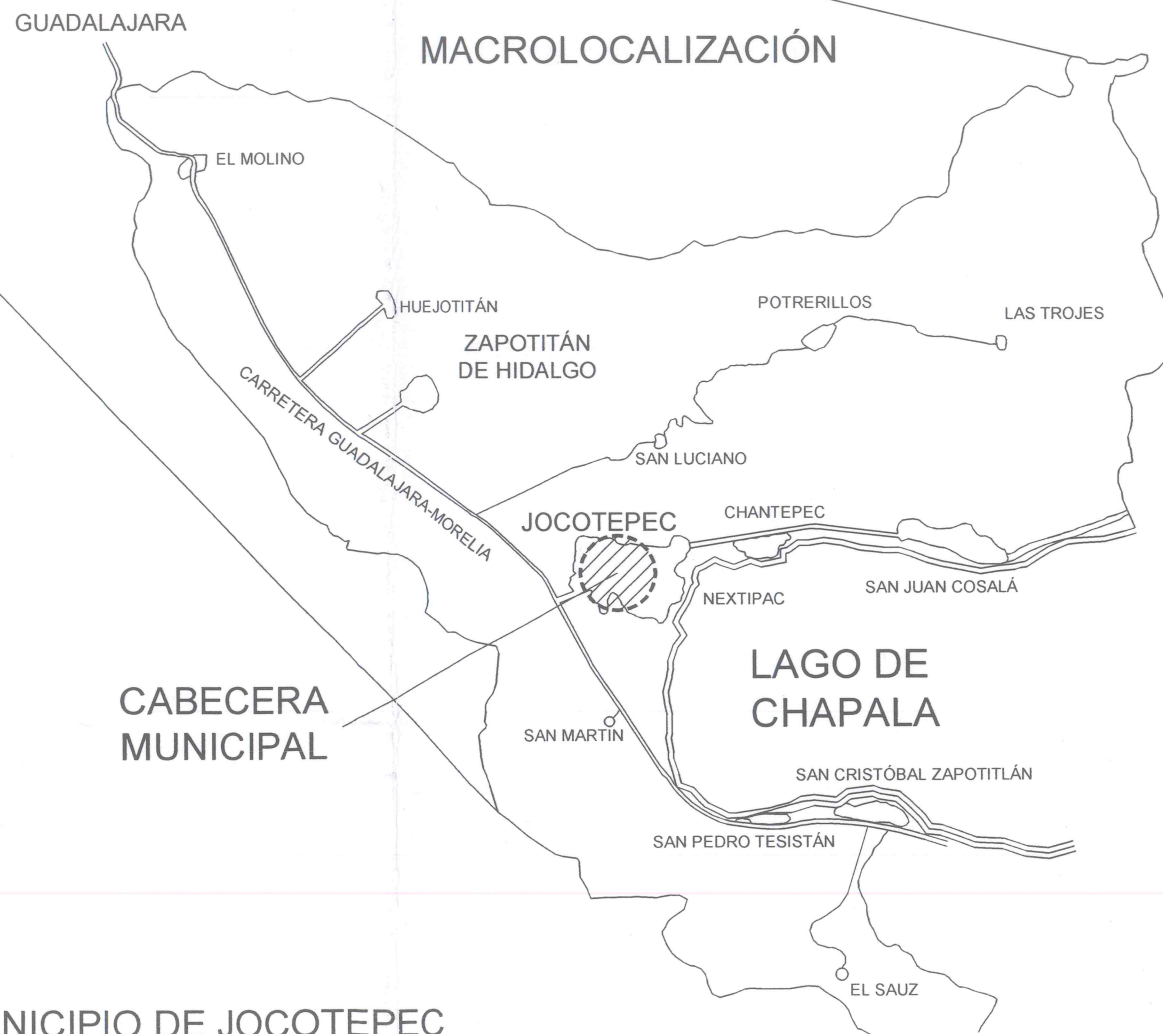 GUADALAJARA
MACROLOCALIZACIÓN
EL MOLINO
HUEJOTITÁN
POTRERILLOS
LAS TROJES
ZAPOTITÁN
DE HIDALGO
CARRETERA GUADALAJARA-MORELIA
SAN LUCIANO
JOCOTEPEC
CHANTEPEC
SAN JUAN COSALÁ
NEXTIPAC
LAGO DE
CHAPALA
CABECERA
MUNICIPAL
SAN MARTÍN
SAN CRISTÓBAL ZAPOTITLÁN
SAN PEDRO TESISTÁN
EL SAUZ
NICIPIO DE JOCOTEPEC